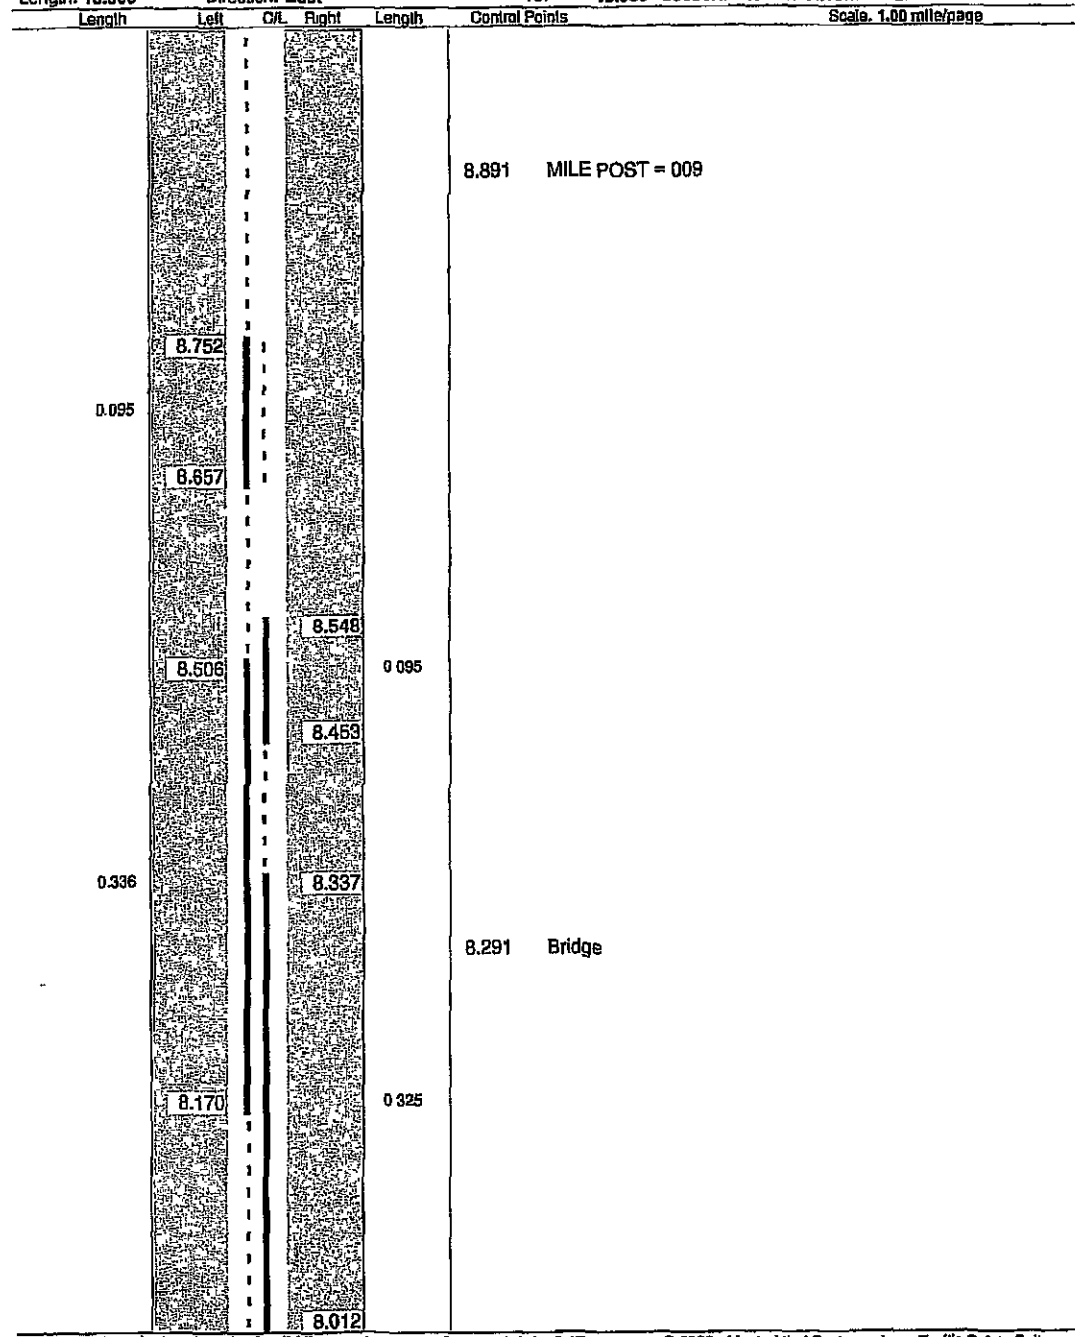 Length Left C/L Right Length Control Points Scale. 1.00 mile/page
8.891 MILE POST = 009
8.752
0.095
8.657
8.548
8.506 0 095
8.453
0.336 8.337
8.291 Bridge
8.170 0 325
8.012